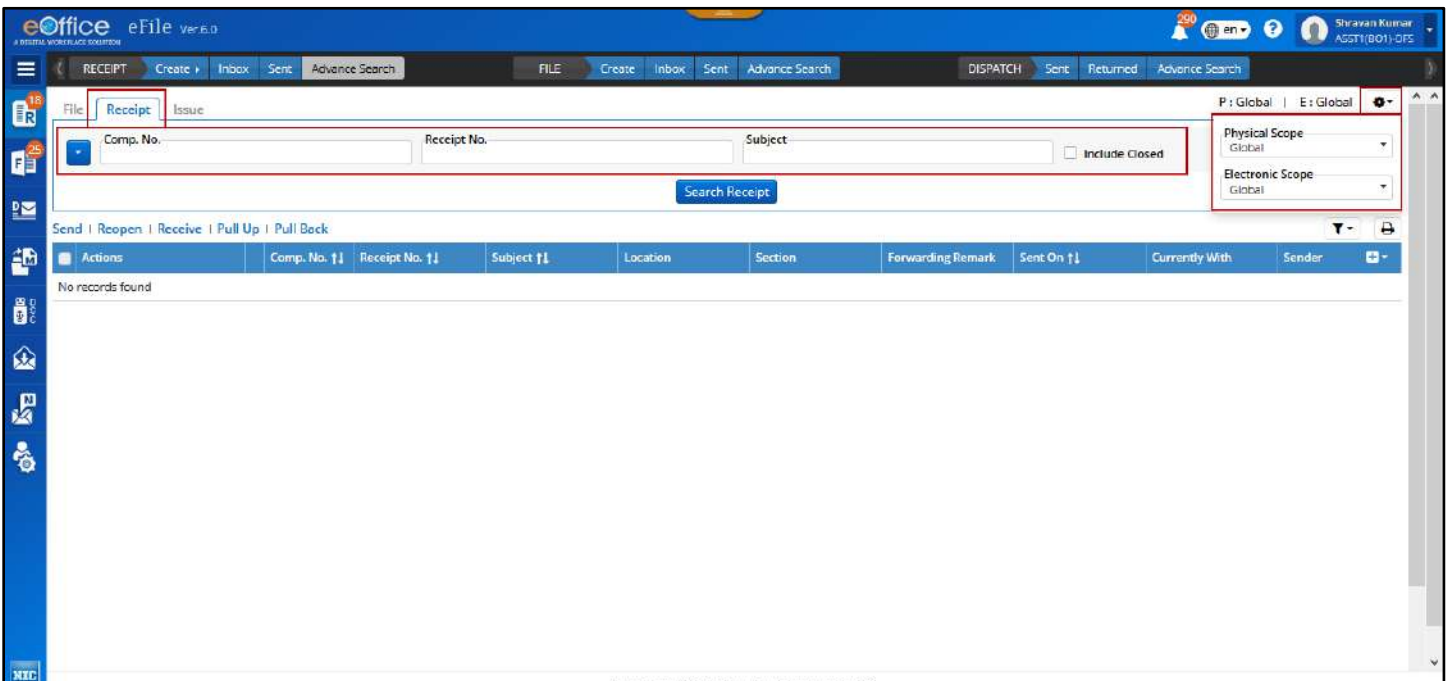 eOffice eFile Ver.6.0
A DIGITAL WORKPLACE SOLUTION
290 en ? Shravan Kumar
ASST1(BO1)-DFS
RECEIPT Create Inbox Sent Advance Search FILE Create Inbox Sent Advance Search DISPATCH Sent Returned Advance Search
18
R
25
F
D
M
DSC
N
NIC
File Receipt Issue P : Global | E : Global
Comp. No. Receipt No. Subject Include Closed
Physical Scope
Global
Electronic Scope
Global
Search Receipt
Send | Reopen | Receive | Pull Up | Pull Back
Actions Comp. No. Receipt No. Subject Location Section Forwarding Remark Sent On Currently With Sender
No records found